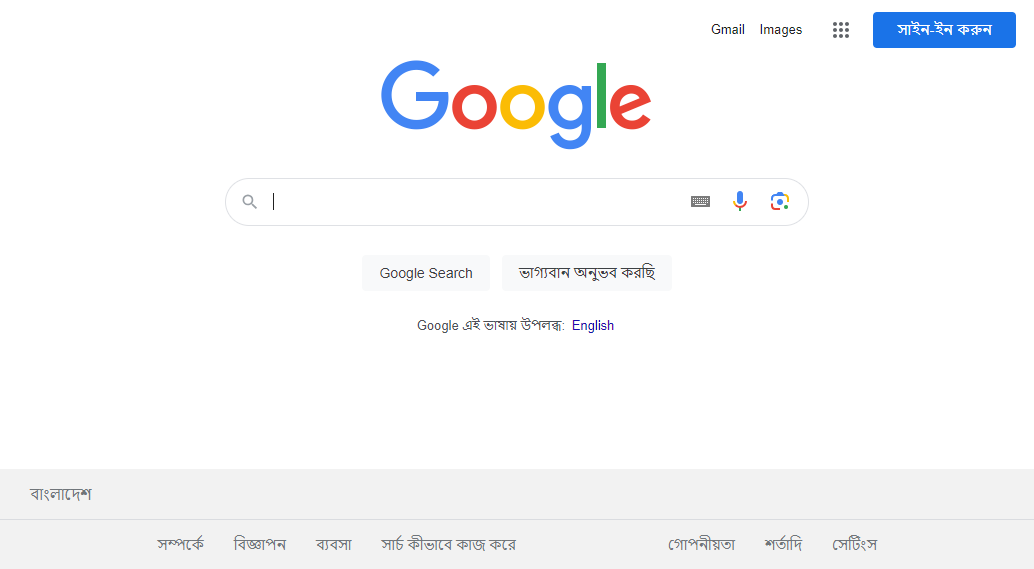 Gmail Images সাইন-ইন করুন
Google
Google Search ভাগ্যবান অনুভব করছি
Google এই ভাষায় উপলব্ধ: English
বাংলাদেশ
সম্পর্কে বিজ্ঞাপন ব্যবসা সার্চ কীভাবে কাজ করে গোপনীয়তা শর্তাদি সেটিংস